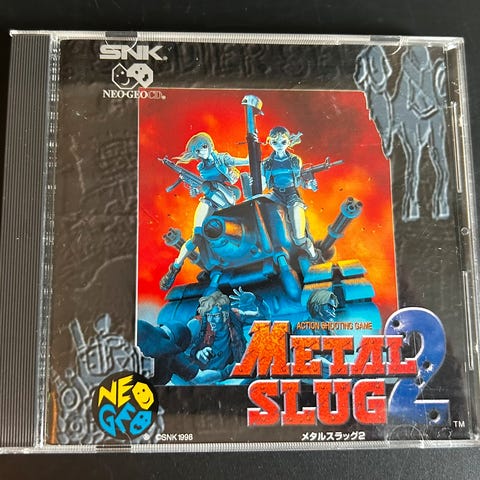 SNK®
NEO•GEO CD®
ACTION SHOOTING GAME
METAL
SLUG 2
NEO
GEO
©SNK 1998
メタルスラッグ2
TM